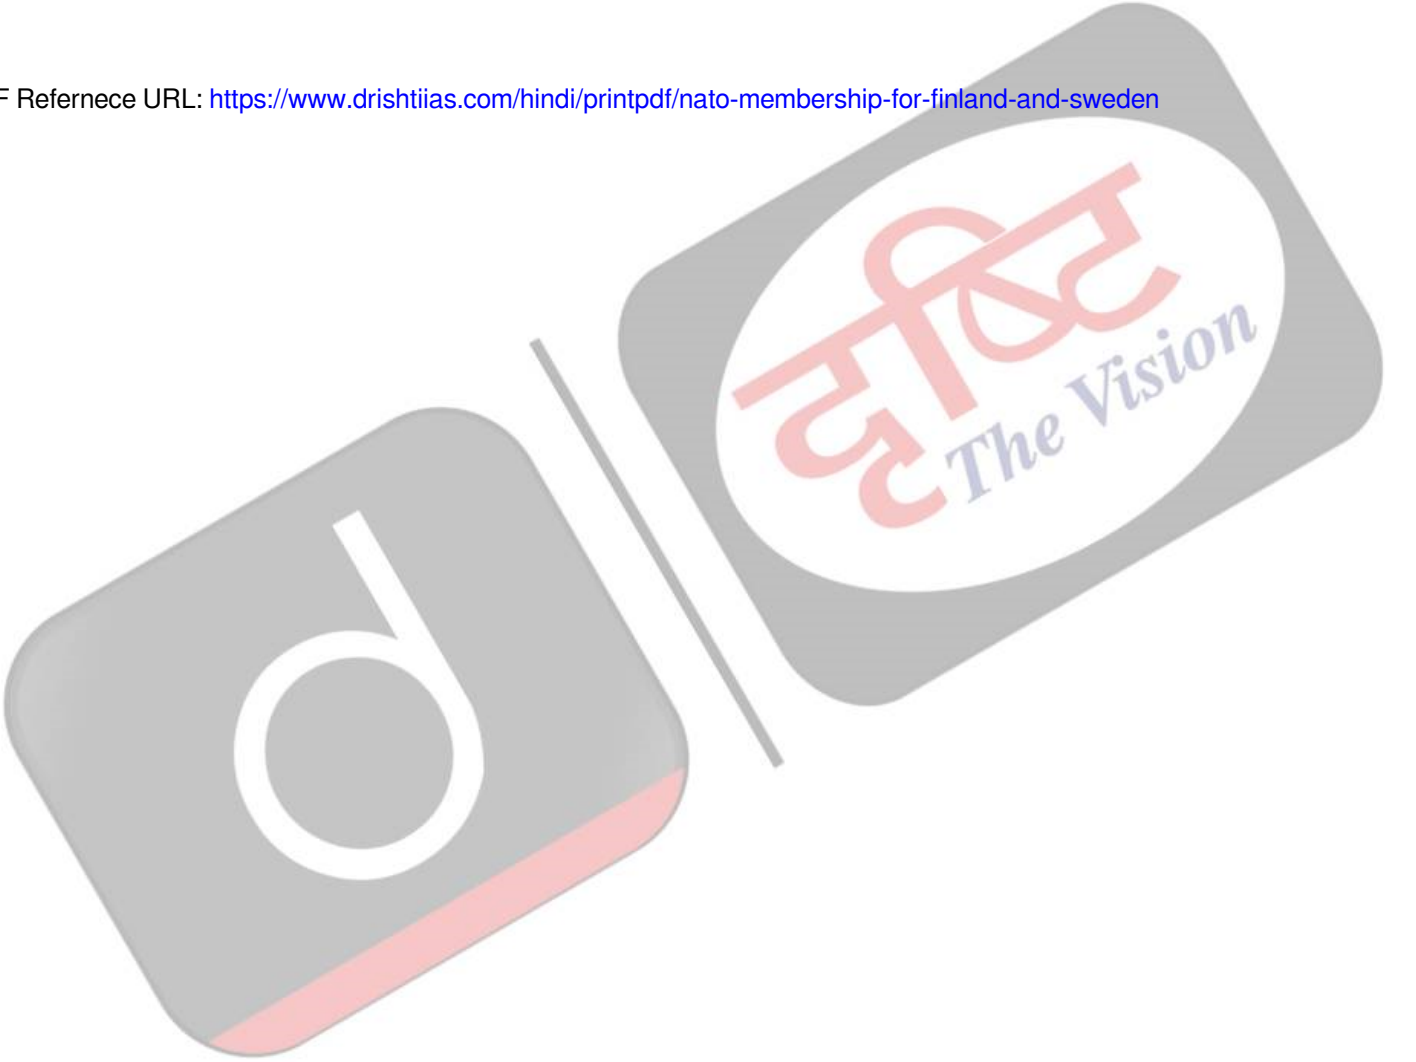 F Refernece URL: https://www.drishtiias.com/hindi/printpdf/nato-membership-for-finland-and-sweden
दृष्टि
The Vision
d